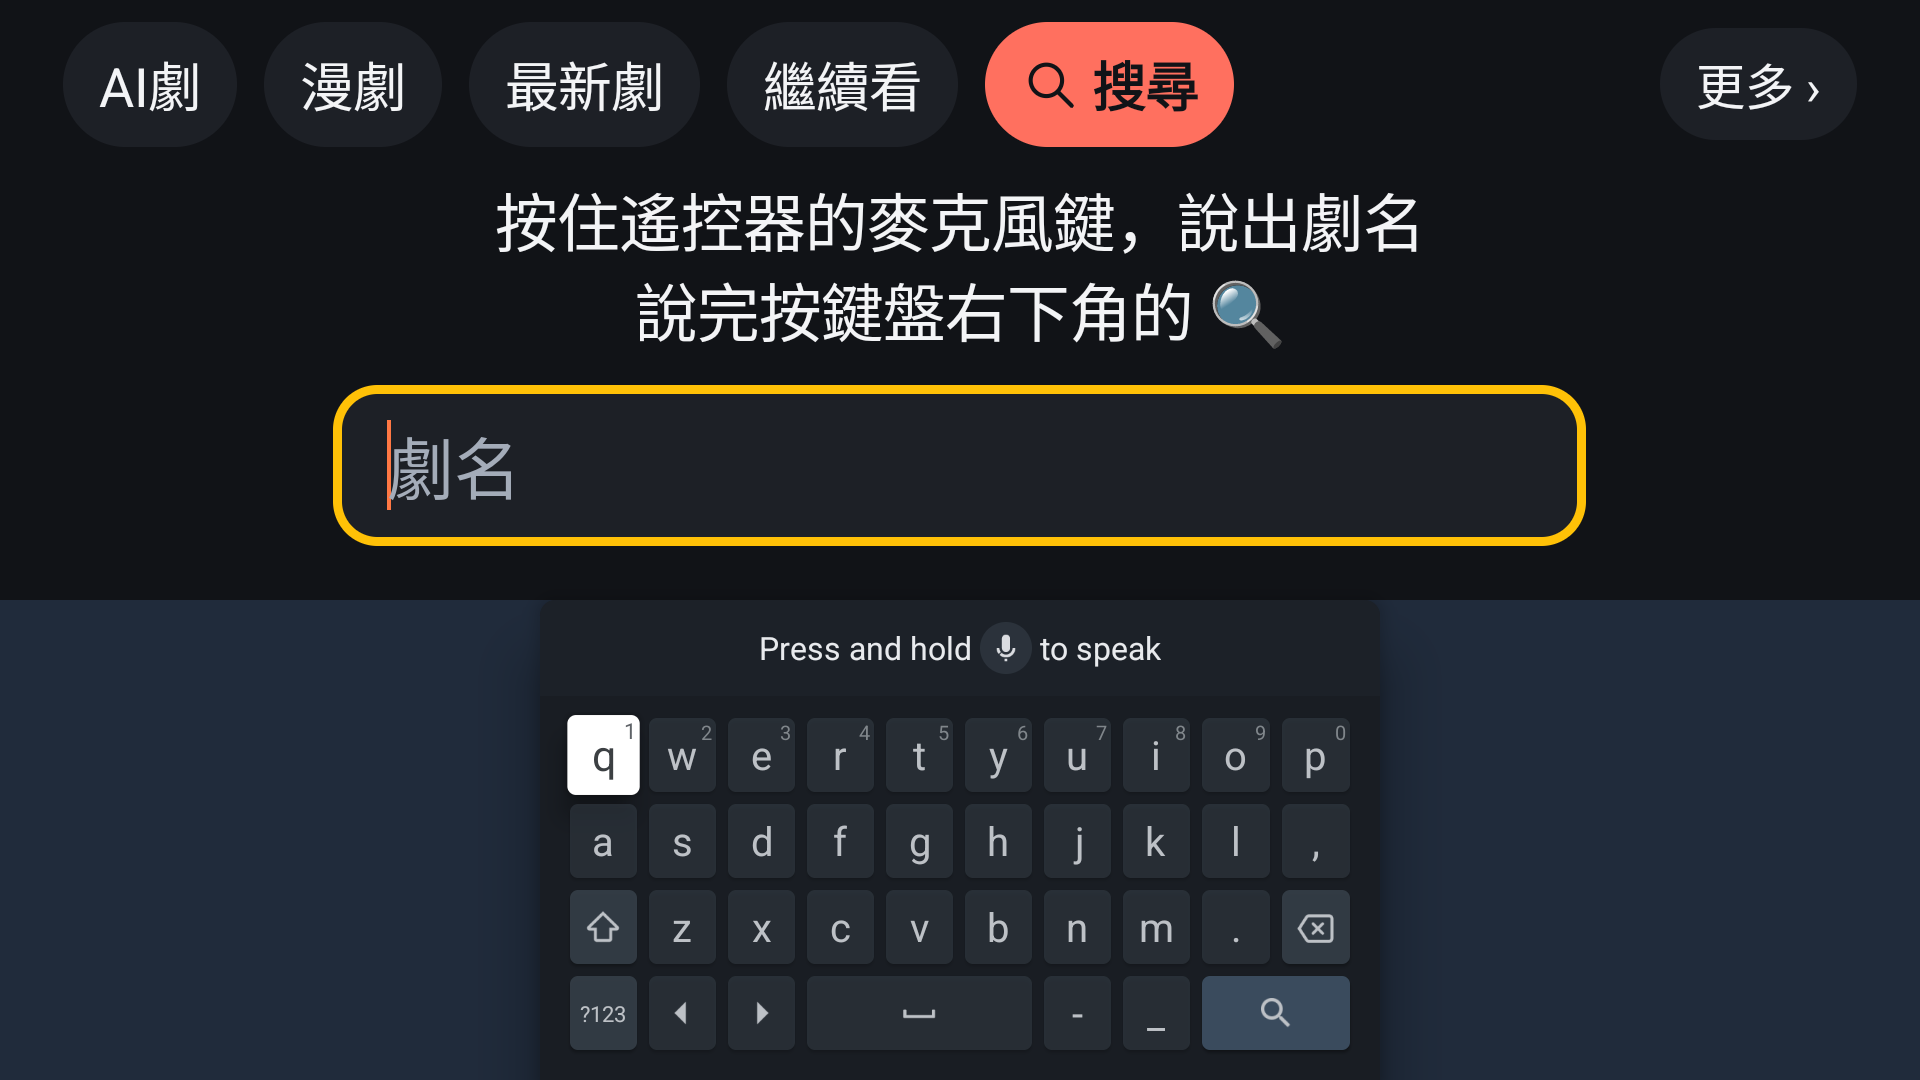 AI劇 漫劇 最新劇 繼續看 搜尋 更多 ›
按住遙控器的麥克風鍵，說出劇名
說完按鍵盤右下角的 🔍
劇名
Press and hold to speak
q 1 w 2 e 3 r 4 t 5 y 6 u 7 i 8 o 9 p 0
a s d f g h j k l ,
z x c v b n m .
?123 - _